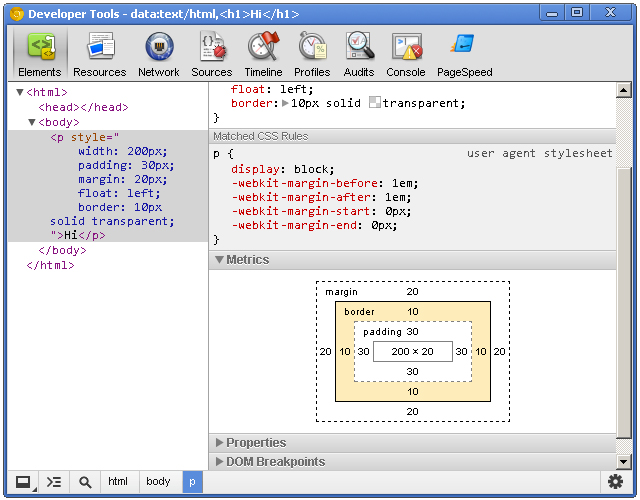 Developer Tools - data:text/html,<h1>Hi</h1>
Elements Resources Network Sources Timeline Profiles Audits Console PageSpeed
▼<html>
<head></head>
▼<body>
<p style="
width: 200px;
padding: 30px;
margin: 20px;
float: left;
border: 10px
solid transparent;
">Hi</p>
</body>
</html>
float: left;
border:▶10px solid transparent;
}
Matched CSS Rules
p { user agent stylesheet
display: block;
-webkit-margin-before: 1em;
-webkit-margin-after: 1em;
-webkit-margin-start: 0px;
-webkit-margin-end: 0px;
}
▼Metrics
margin 20
border 10
padding 30
20 10 30 200 × 20 30 10 20
30
10
20
▶Properties
▶DOM Breakpoints
html body p